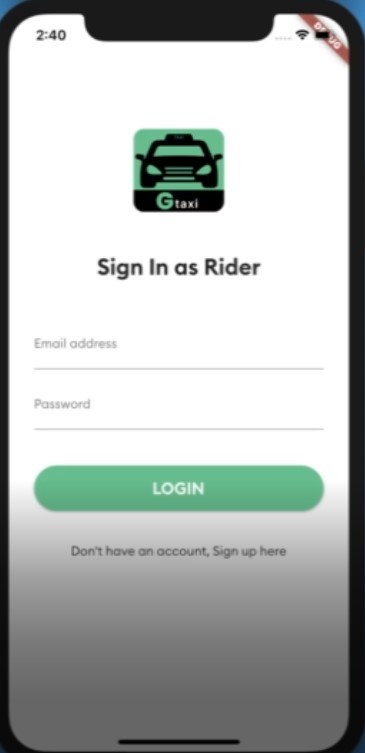 2:40
DEBUG
TAXI
Gtaxi
Sign In as Rider
Email address
Password
LOGIN
Don't have an account, Sign up here